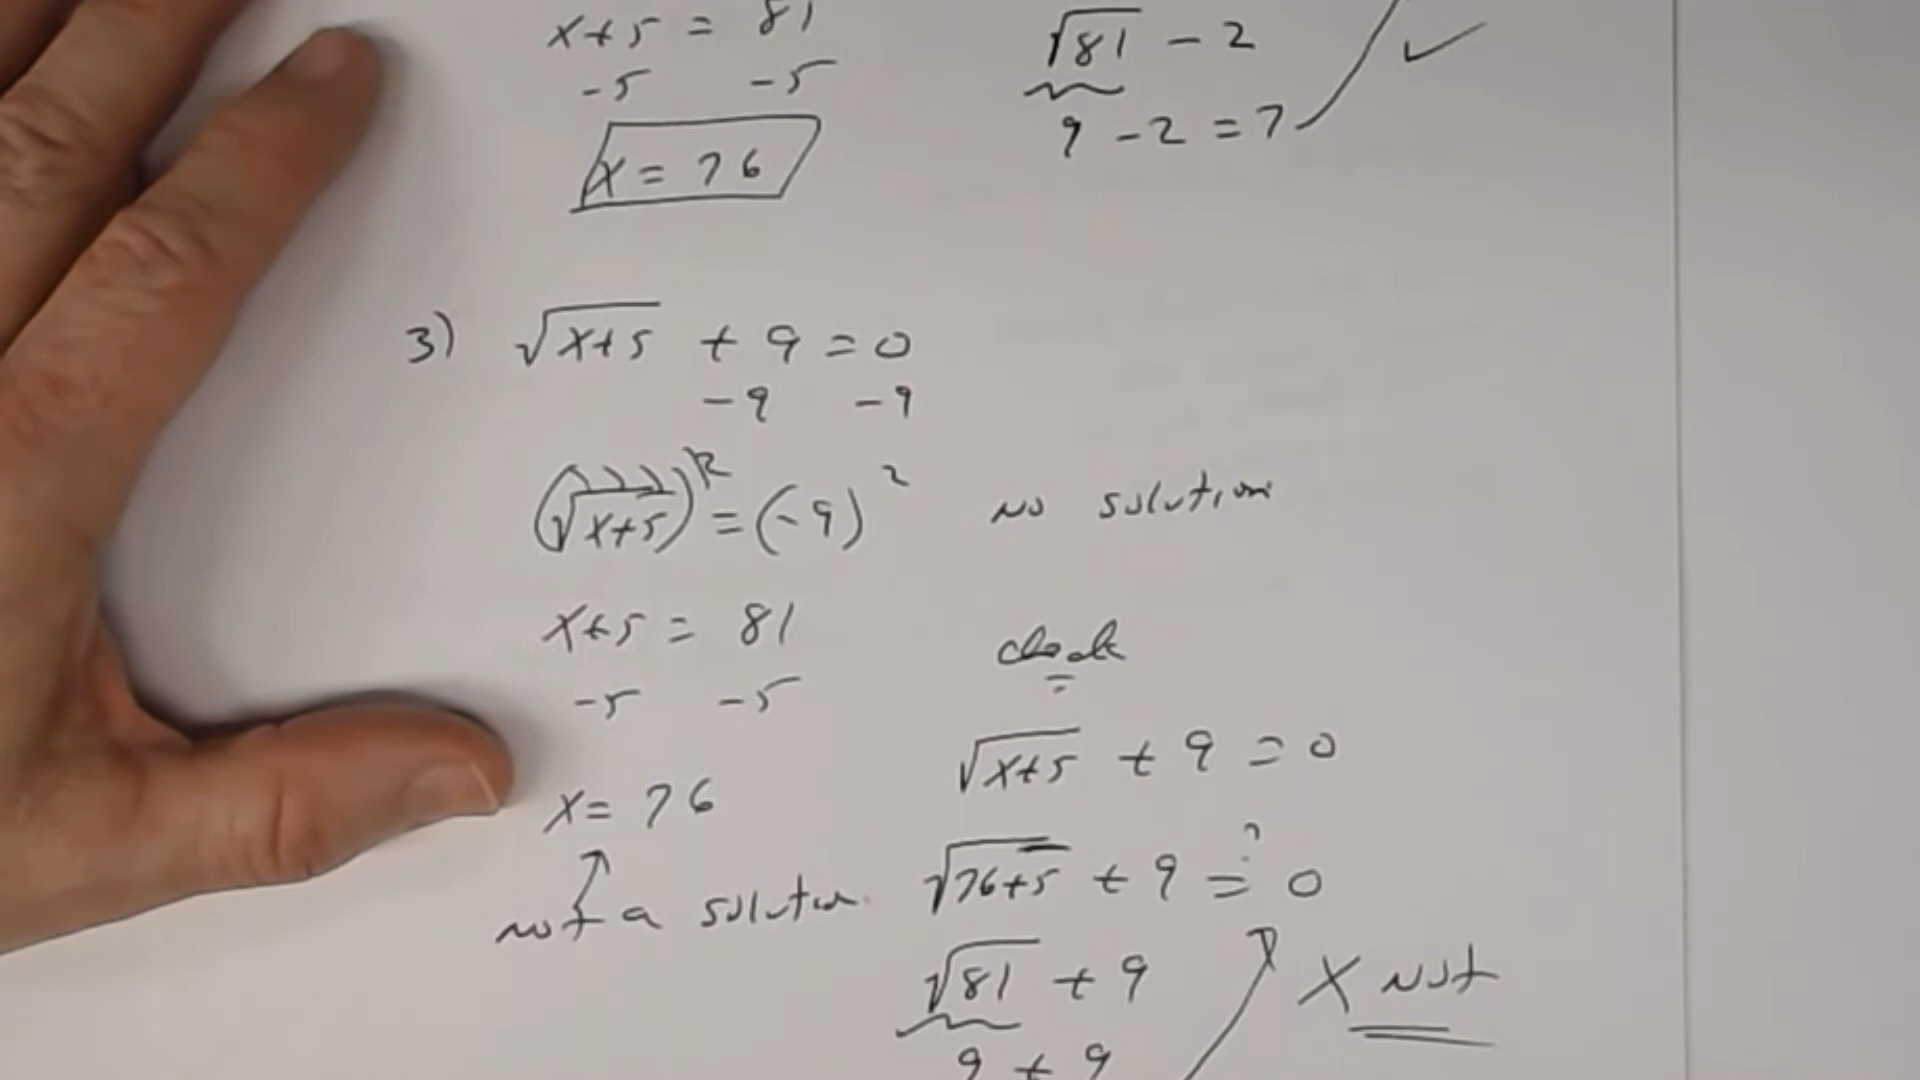 x+5 = 81
-5 -5
x = 76
√81 - 2
9 - 2 = 7 ✓
3) √x+5 + 9 = 0
-9 -9
(√x+5)² = (-9)² no solution
x+5 = 81
-5 -5
x = 76
not a solution
check
√x+5 + 9 = 0
√76+5 + 9 =? 0
√81 + 9
9 + 9
X not